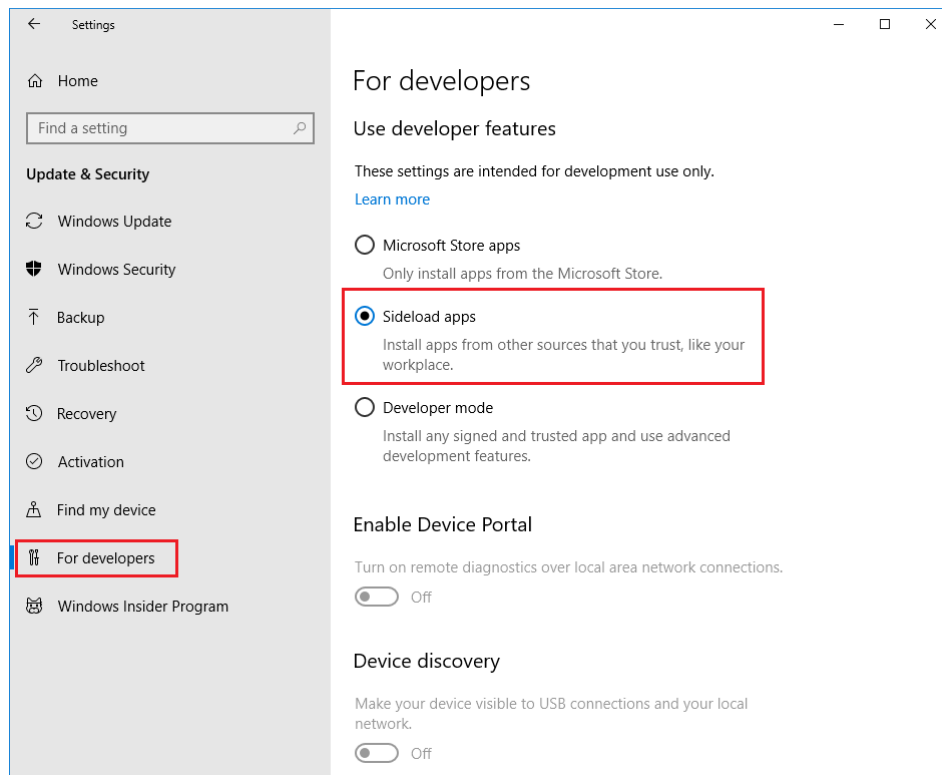 Settings
Home
Find a setting
Update & Security
Windows Update
Windows Security
Backup
Troubleshoot
Recovery
Activation
Find my device
For developers
Windows Insider Program
For developers
Use developer features
These settings are intended for development use only.
Learn more
Microsoft Store apps
Only install apps from the Microsoft Store.
Sideload apps
Install apps from other sources that you trust, like your
workplace.
Developer mode
Install any signed and trusted app and use advanced
development features.
Enable Device Portal
Turn on remote diagnostics over local area network connections.
Off
Device discovery
Make your device visible to USB connections and your local
network.
Off